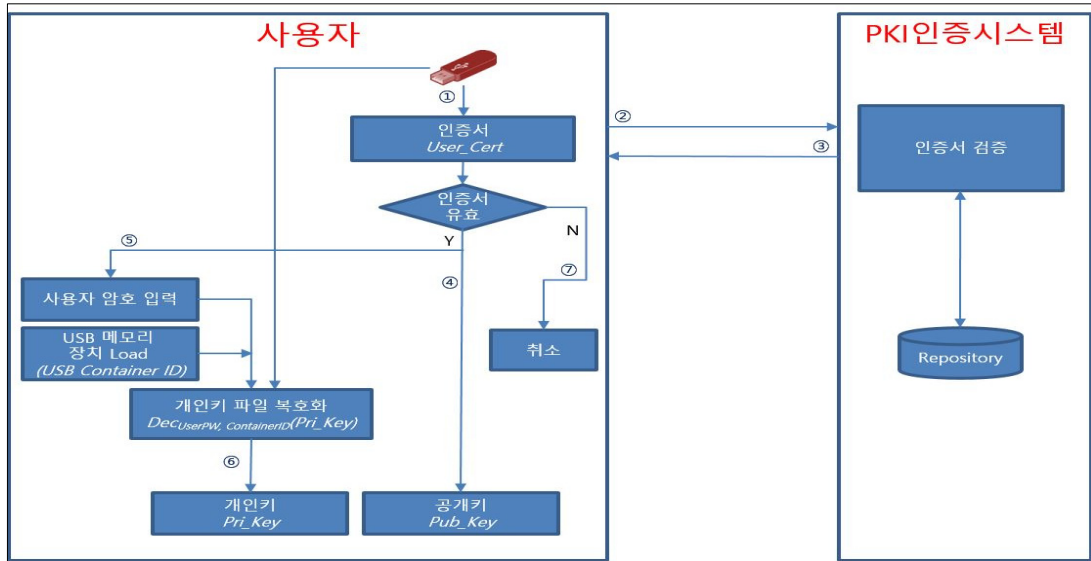 사용자
PKI인증시스템
①
인증서
User_Cert
②
③
인증서 검증
인증서
유효
Y
N
⑤
④
⑦
사용자 암호 입력
USB 메모리
장치 Load
(USB Container ID)
취소
Repository
개인키 파일 복호화
DecUserPW, ContainerID(Pri_Key)
⑥
개인키
Pri_Key
공개키
Pub_Key